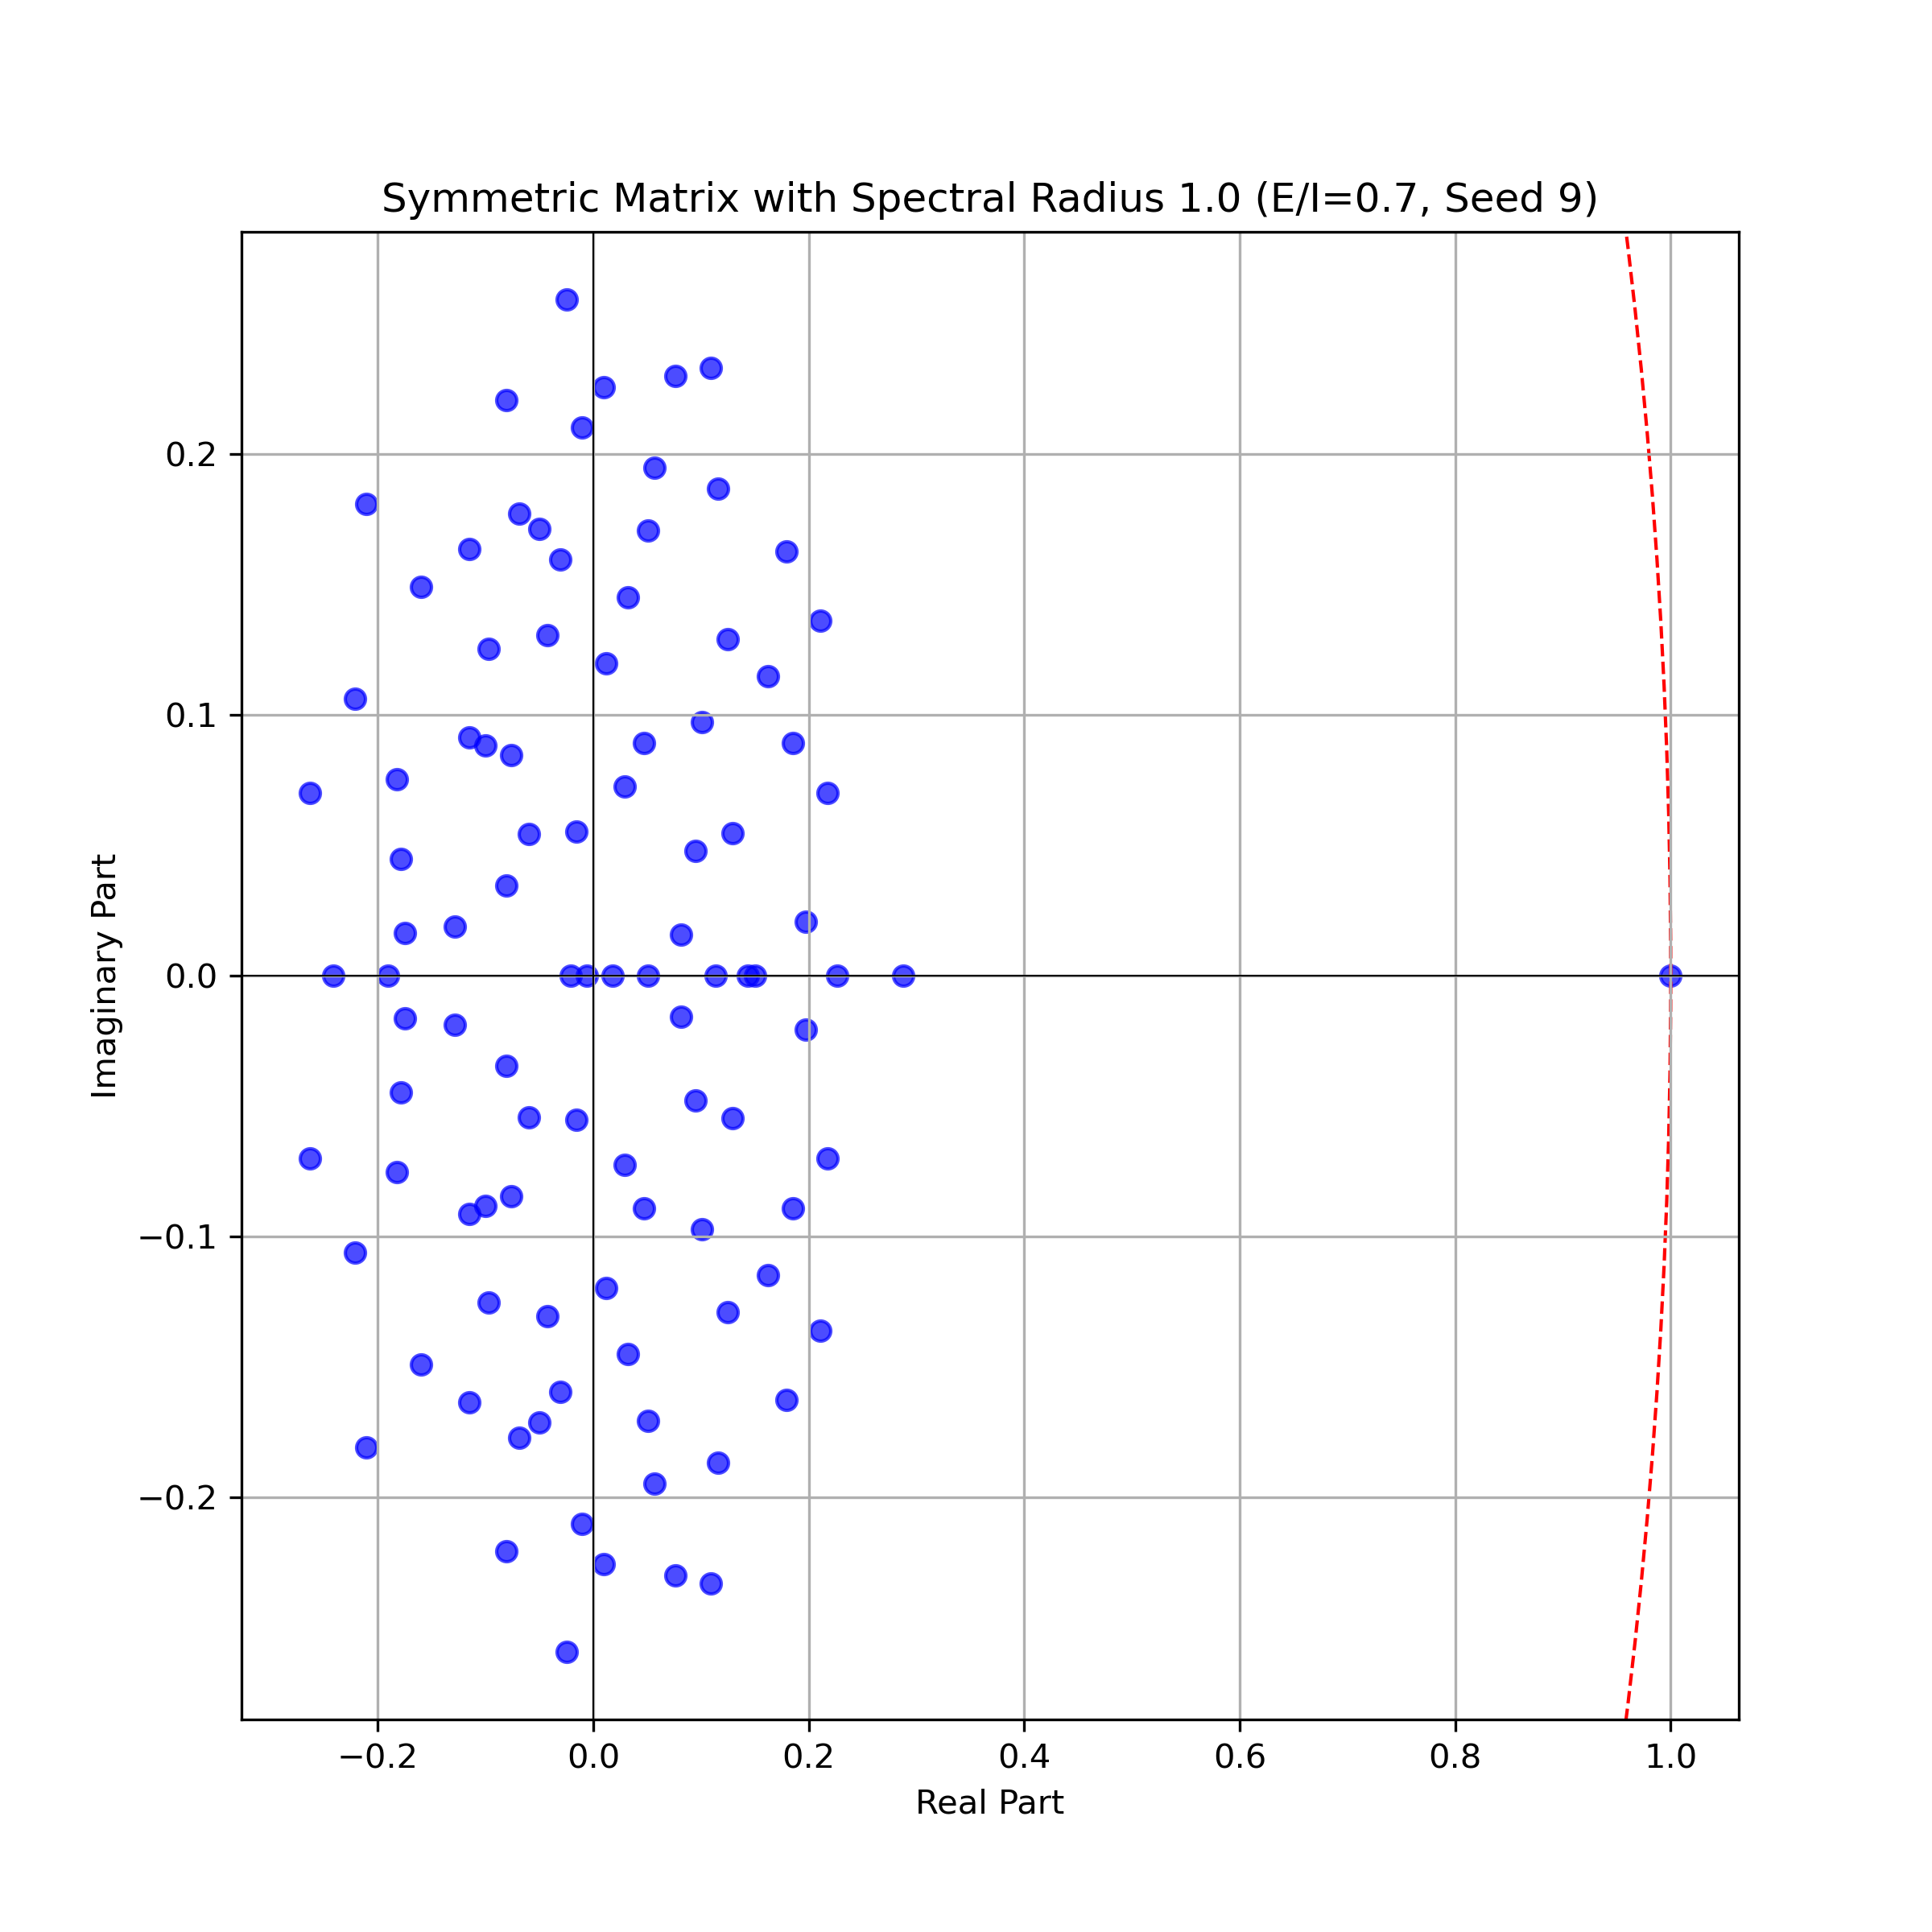 Symmetric Matrix with Spectral Radius 1.0 (E/I=0.7, Seed 9)
Imaginary Part
0.2
0.1
0.0
−0.1
−0.2
−0.2 0.0 0.2 0.4 0.6 0.8 1.0
Real Part